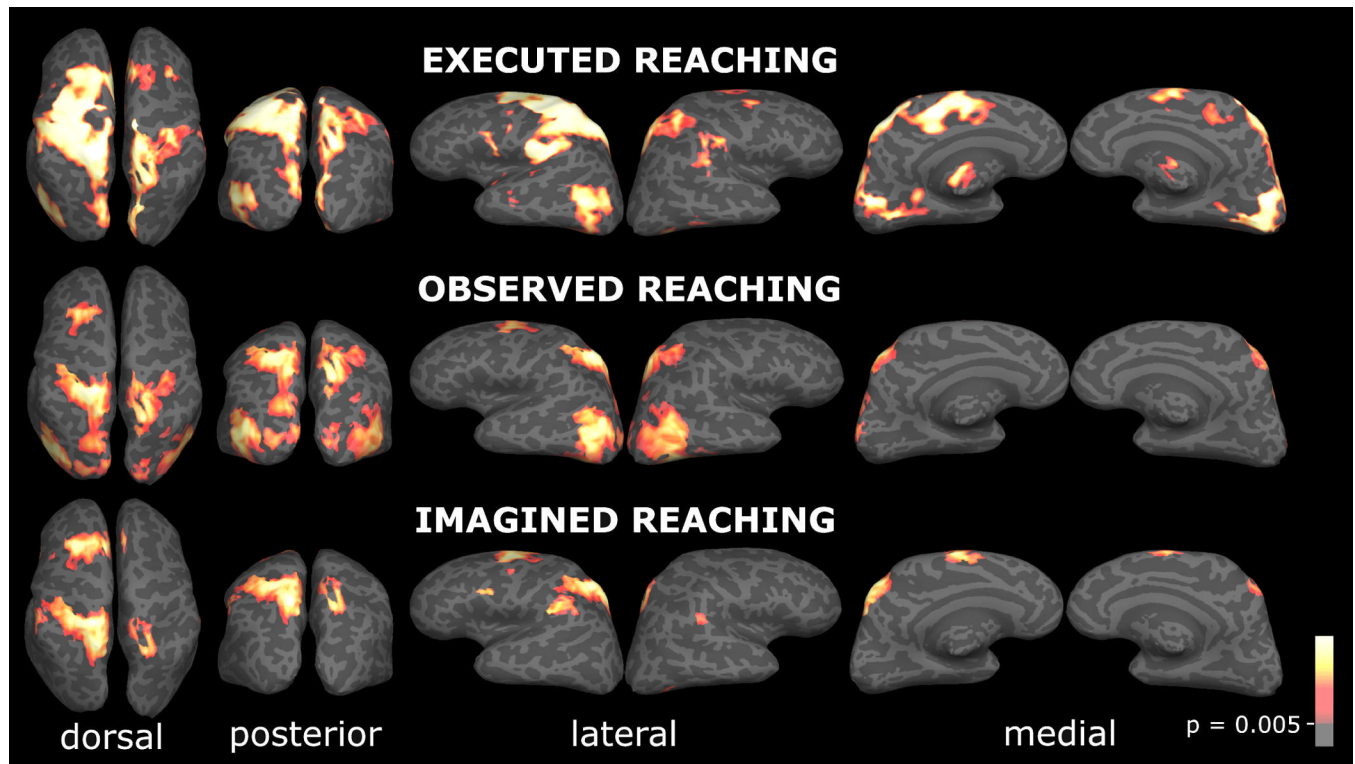 EXECUTED REACHING
OBSERVED REACHING
IMAGINED REACHING
dorsal posterior lateral medial
p = 0.005